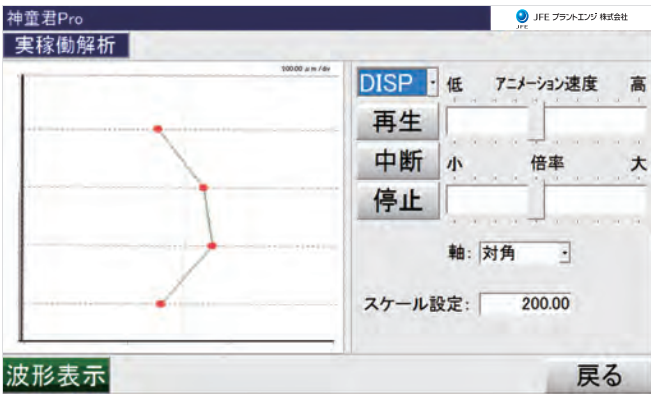 神童君Pro
JFE プラントエンジ 株式会社
JFE
実稼働解析
DISP
低 アニメーション速度 高
再生
中断
小 倍率 大
停止
軸: 対角
スケール設定: 200.00
波形表示
戻る